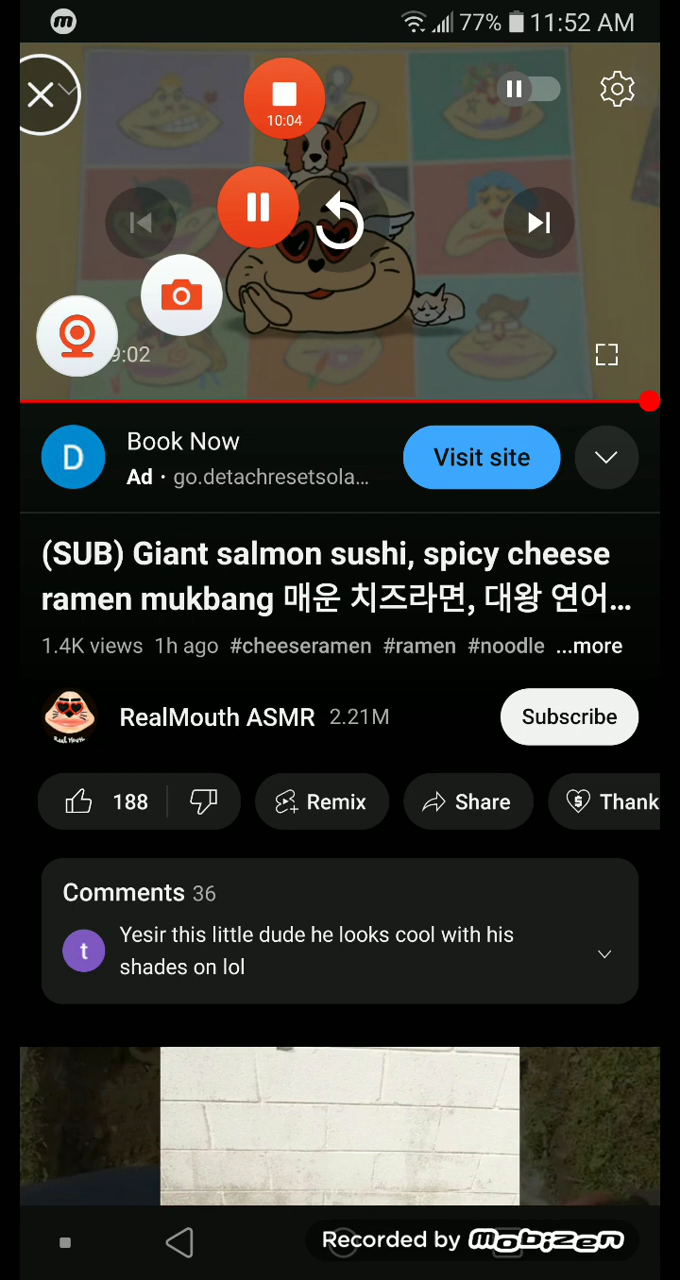 m
77% 11:52 AM
10:04
9:02
D
Book Now
Visit site
Ad · go.detachresetsola...
(SUB) Giant salmon sushi, spicy cheese
ramen mukbang 매운 치즈라면, 대왕 연어...
1.4K views 1h ago #cheeseramen #ramen #noodle ...more
RealMouth ASMR 2.21M
Subscribe
188
Remix
Share
Thank
Comments 36
t
Yesir this little dude he looks cool with his
shades on lol
Recorded by Mobizen